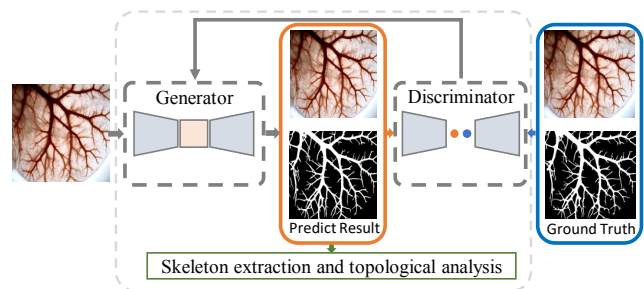 Generator
Discriminator
Predict Result
Ground Truth
Skeleton extraction and topological analysis